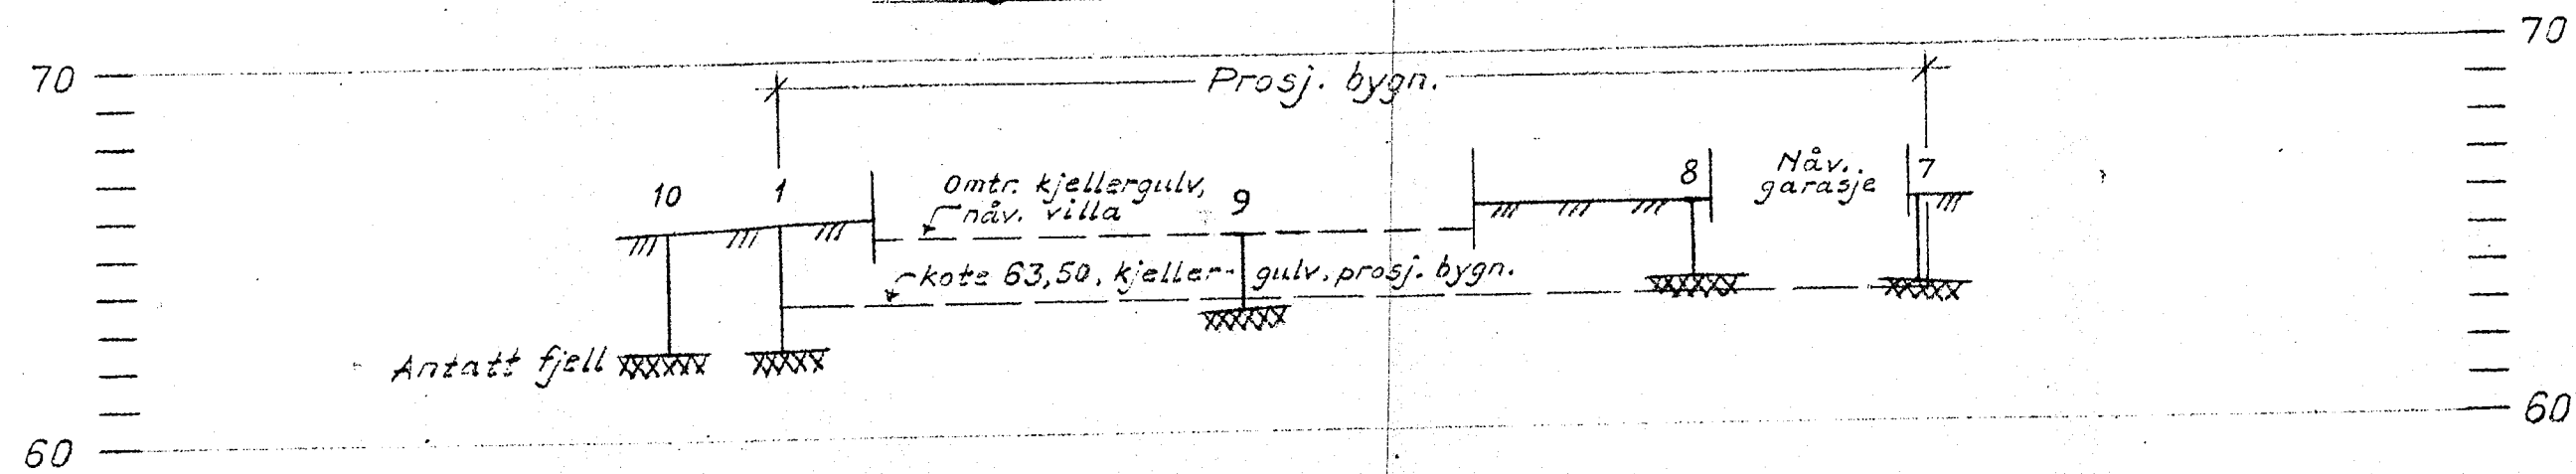 70
70
Prosj. bygn.
10
1
Omtr. kjellergulv,
nåv. villa
9
8
Nåv.
garasje
7
kote 63,50, kjeller- gulv, prosj. bygn.
Antatt fjell
60
60